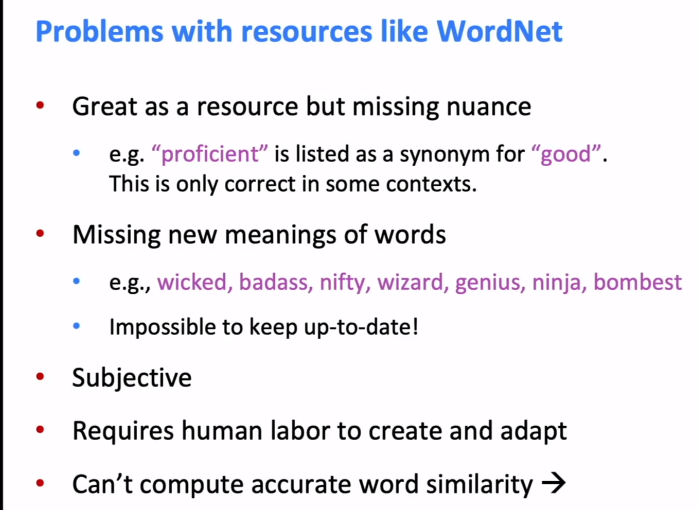 Problems with resources like WordNet
• Great as a resource but missing nuance
• e.g. “proficient” is listed as a synonym for “good”.
This is only correct in some contexts.
• Missing new meanings of words
• e.g., wicked, badass, nifty, wizard, genius, ninja, bombest
• Impossible to keep up-to-date!
• Subjective
• Requires human labor to create and adapt
• Can’t compute accurate word similarity →